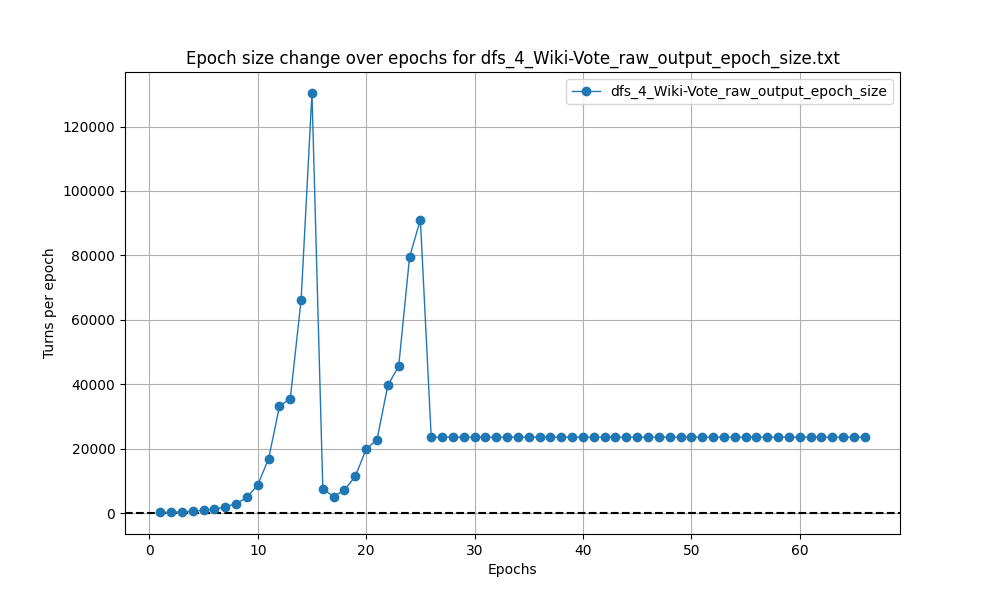 Epoch size change over epochs for dfs_4_Wiki-Vote_raw_output_epoch_size.txt
dfs_4_Wiki-Vote_raw_output_epoch_size
120000
100000
80000
60000
40000
20000
0
Turns per epoch
0 10 20 30 40 50 60
Epochs